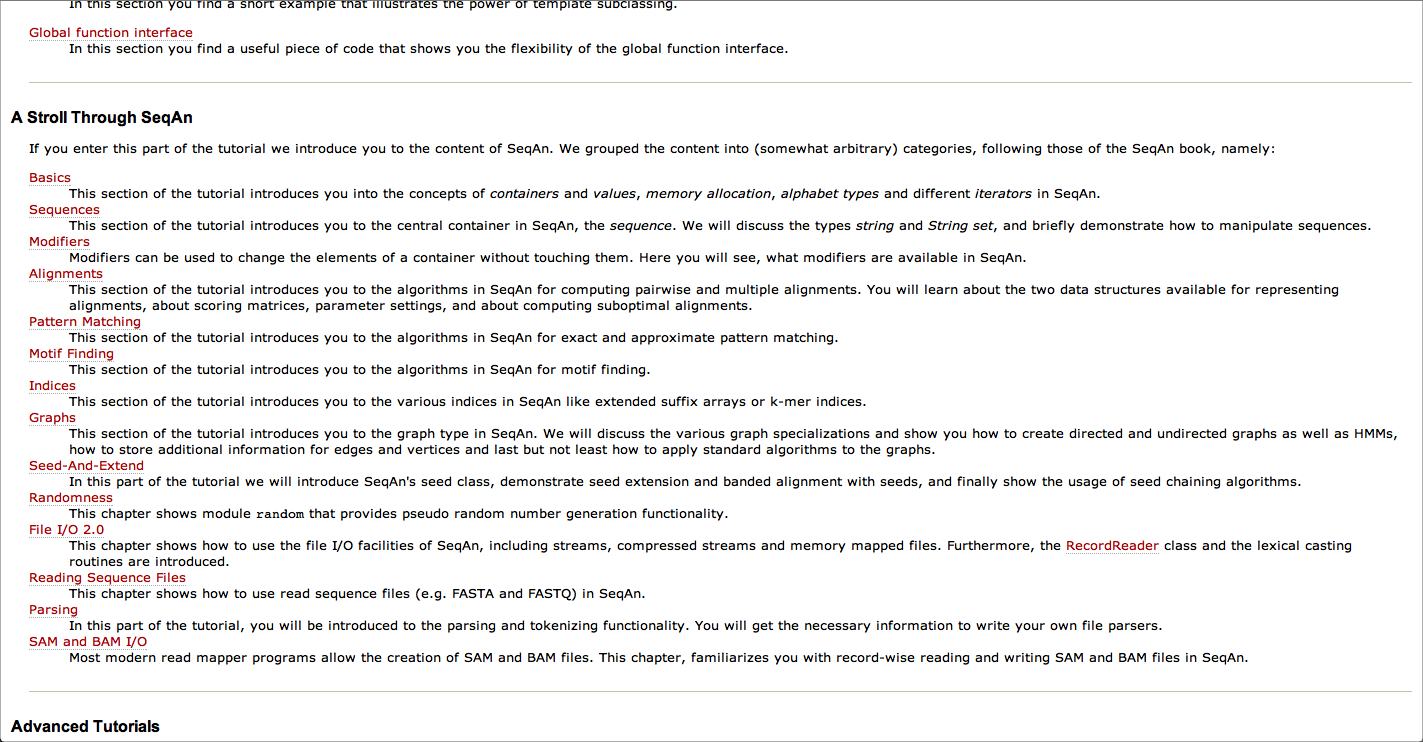 In this section you find a short example that illustrates the power of template subclassing.
Global function interface
In this section you find a useful piece of code that shows you the flexibility of the global function interface.
A Stroll Through SeqAn
If you enter this part of the tutorial we introduce you to the content of SeqAn. We grouped the content into (somewhat arbitrary) categories, following those of the SeqAn book, namely:
Basics
This section of the tutorial introduces you into the concepts of containers and values, memory allocation, alphabet types and different iterators in SeqAn.
Sequences
This section of the tutorial introduces you to the central container in SeqAn, the sequence. We will discuss the types string and String set, and briefly demonstrate how to manipulate sequences.
Modifiers
Modifiers can be used to change the elements of a container without touching them. Here you will see, what modifiers are available in SeqAn.
Alignments
This section of the tutorial introduces you to the algorithms in SeqAn for computing pairwise and multiple alignments. You will learn about the two data structures available for representing
alignments, about scoring matrices, parameter settings, and about computing suboptimal alignments.
Pattern Matching
This section of the tutorial introduces you to the algorithms in SeqAn for exact and approximate pattern matching.
Motif Finding
This section of the tutorial introduces you to the algorithms in SeqAn for motif finding.
Indices
This section of the tutorial introduces you to the various indices in SeqAn like extended suffix arrays or k-mer indices.
Graphs
This section of the tutorial introduces you to the graph type in SeqAn. We will discuss the various graph specializations and show you how to create directed and undirected graphs as well as HMMs,
how to store additional information for edges and vertices and last but not least how to apply standard algorithms to the graphs.
Seed-And-Extend
In this part of the tutorial we will introduce SeqAn's seed class, demonstrate seed extension and banded alignment with seeds, and finally show the usage of seed chaining algorithms.
Randomness
This chapter shows module random that provides pseudo random number generation functionality.
File I/O 2.0
This chapter shows how to use the file I/O facilities of SeqAn, including streams, compressed streams and memory mapped files. Furthermore, the RecordReader class and the lexical casting
routines are introduced.
Reading Sequence Files
This chapter shows how to use read sequence files (e.g. FASTA and FASTQ) in SeqAn.
Parsing
In this part of the tutorial, you will be introduced to the parsing and tokenizing functionality. You will get the necessary information to write your own file parsers.
SAM and BAM I/O
Most modern read mapper programs allow the creation of SAM and BAM files. This chapter, familiarizes you with record-wise reading and writing SAM and BAM files in SeqAn.
Advanced Tutorials